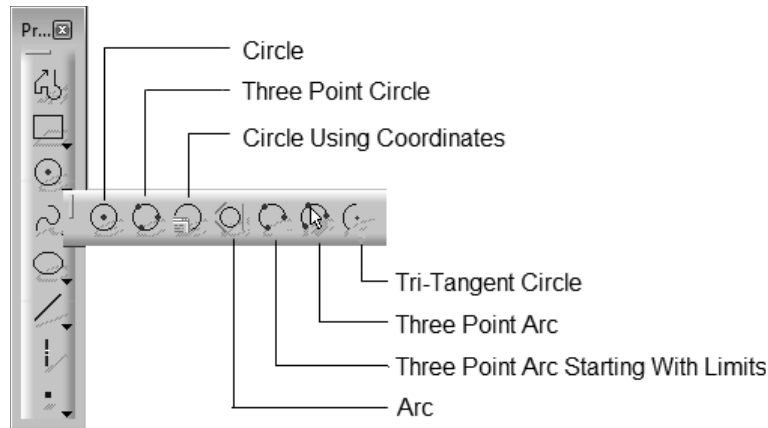 Pr...
Circle
Three Point Circle
Circle Using Coordinates
Tri-Tangent Circle
Three Point Arc
Three Point Arc Starting With Limits
Arc